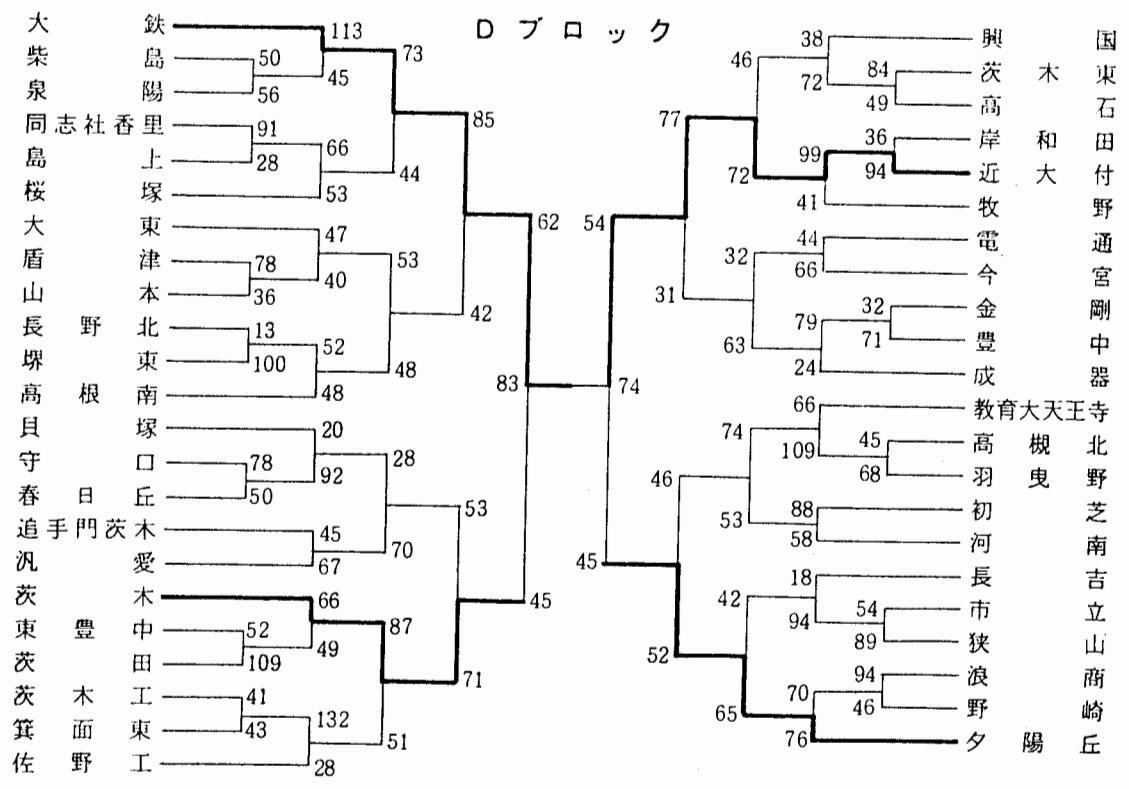 Dブロック
大鉄
113
柴島
50
45
泉陽
56
73
同志社香里
91
66
島上
28
桜塚
53
44
85
大東
47
盾津
78
40
山本
36
53
長野北
13
52
堺東
100
高根南
48
48
42
62
貝塚
20
守口
78
92
春日丘
50
28
追手門茨木
45
汎愛
67
70
53
茨木
66
東豊中
52
49
茨田
109
87
茨木工
41
132
箕面東
43
佐野工
28
51
71
45
83
興国
38
茨木東
84
72
高石
49
46
岸和田
36
99
近大付
94
牧野
41
72
77
電通
44
今宮
66
32
金剛
32
79
豊中
71
成器
24
63
31
54
教育大天王寺
66
高槻北
45
109
羽曳野
68
74
初芝
88
河南
58
53
46
長吉
18
市立
54
94
狭山
89
42
浪商
94
70
野崎
46
夕陽丘
76
65
52
45
74